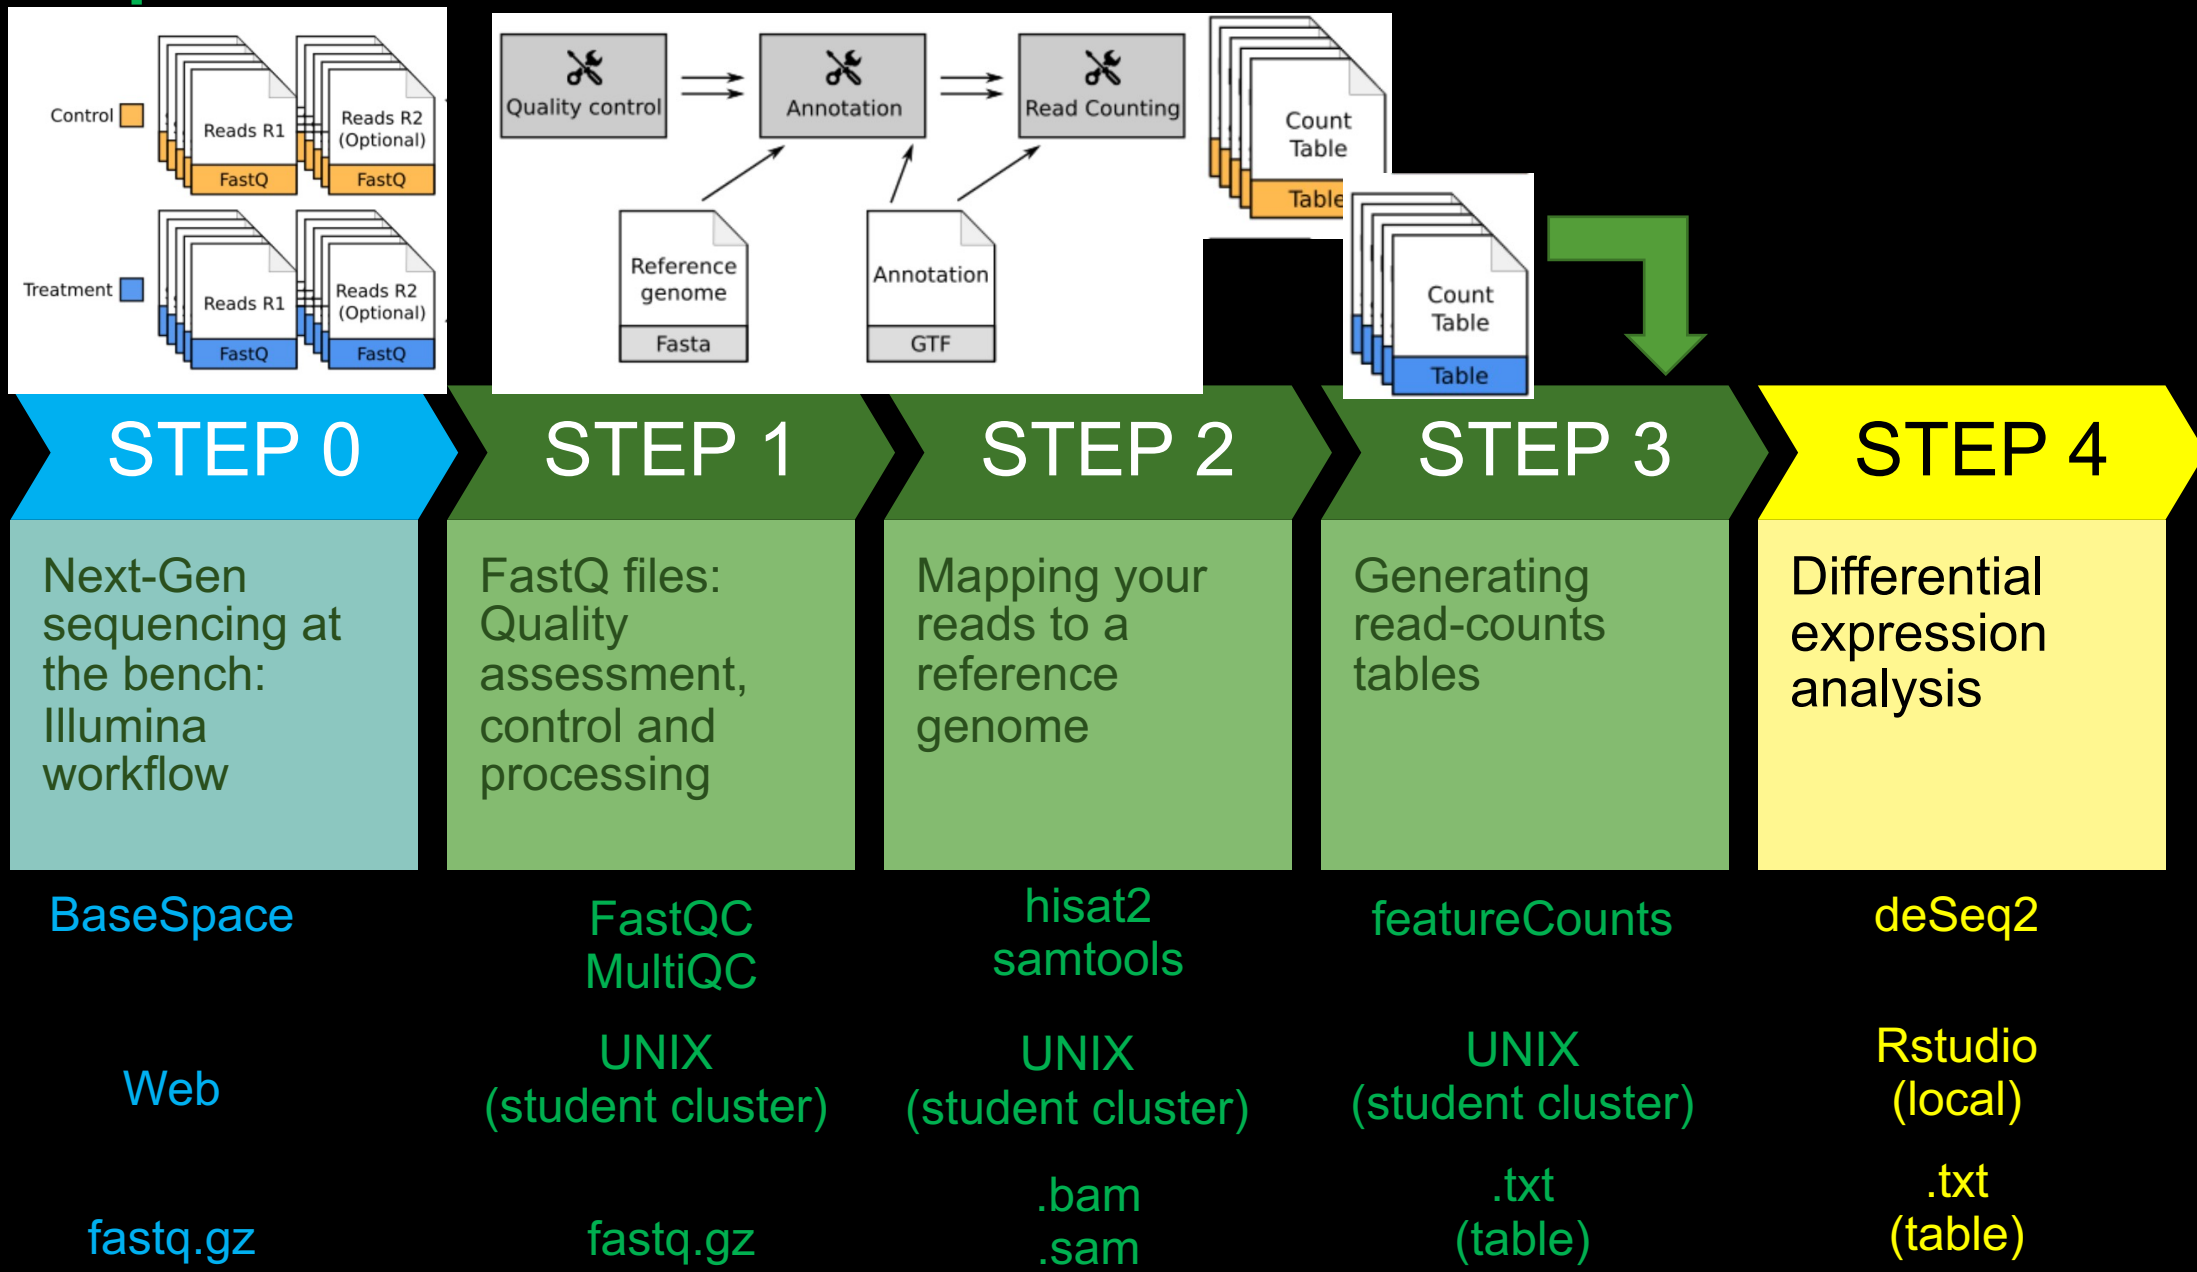 Control
Reads R1
FastQ
Reads R2
(Optional)
FastQ
Treatment
Reads R1
FastQ
Reads R2
(Optional)
FastQ
Quality control
Annotation
Read Counting
Reference
genome
Fasta
Annotation
GTF
Count
Table
Table
Count
Table
Table
STEP 0
Next-Gen
sequencing at
the bench:
Illumina
workflow
BaseSpace
Web
fastq.gz
STEP 1
FastQ files:
Quality
assessment,
control and
processing
FastQC
MultiQC
UNIX
(student cluster)
fastq.gz
STEP 2
Mapping your
reads to a
reference
genome
hisat2
samtools
UNIX
(student cluster)
.bam
.sam
STEP 3
Generating
read-counts
tables
featureCounts
UNIX
(student cluster)
.txt
(table)
STEP 4
Differential
expression
analysis
deSeq2
Rstudio
(local)
.txt
(table)